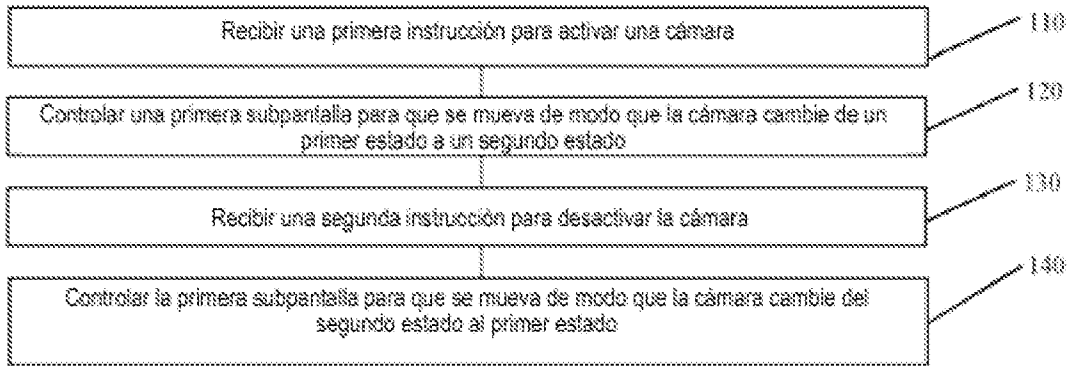 Recibir una primera instrucción para activar una cámara
110
Controlar una primera subpantalla para que se mueva de modo que la cámara cambie de un
primer estado a un segundo estado
120
Recibir una segunda instrucción para desactivar la cámara
130
Controlar la primera subpantalla para que se mueva de modo que la cámara cambie del
segundo estado al primer estado
140